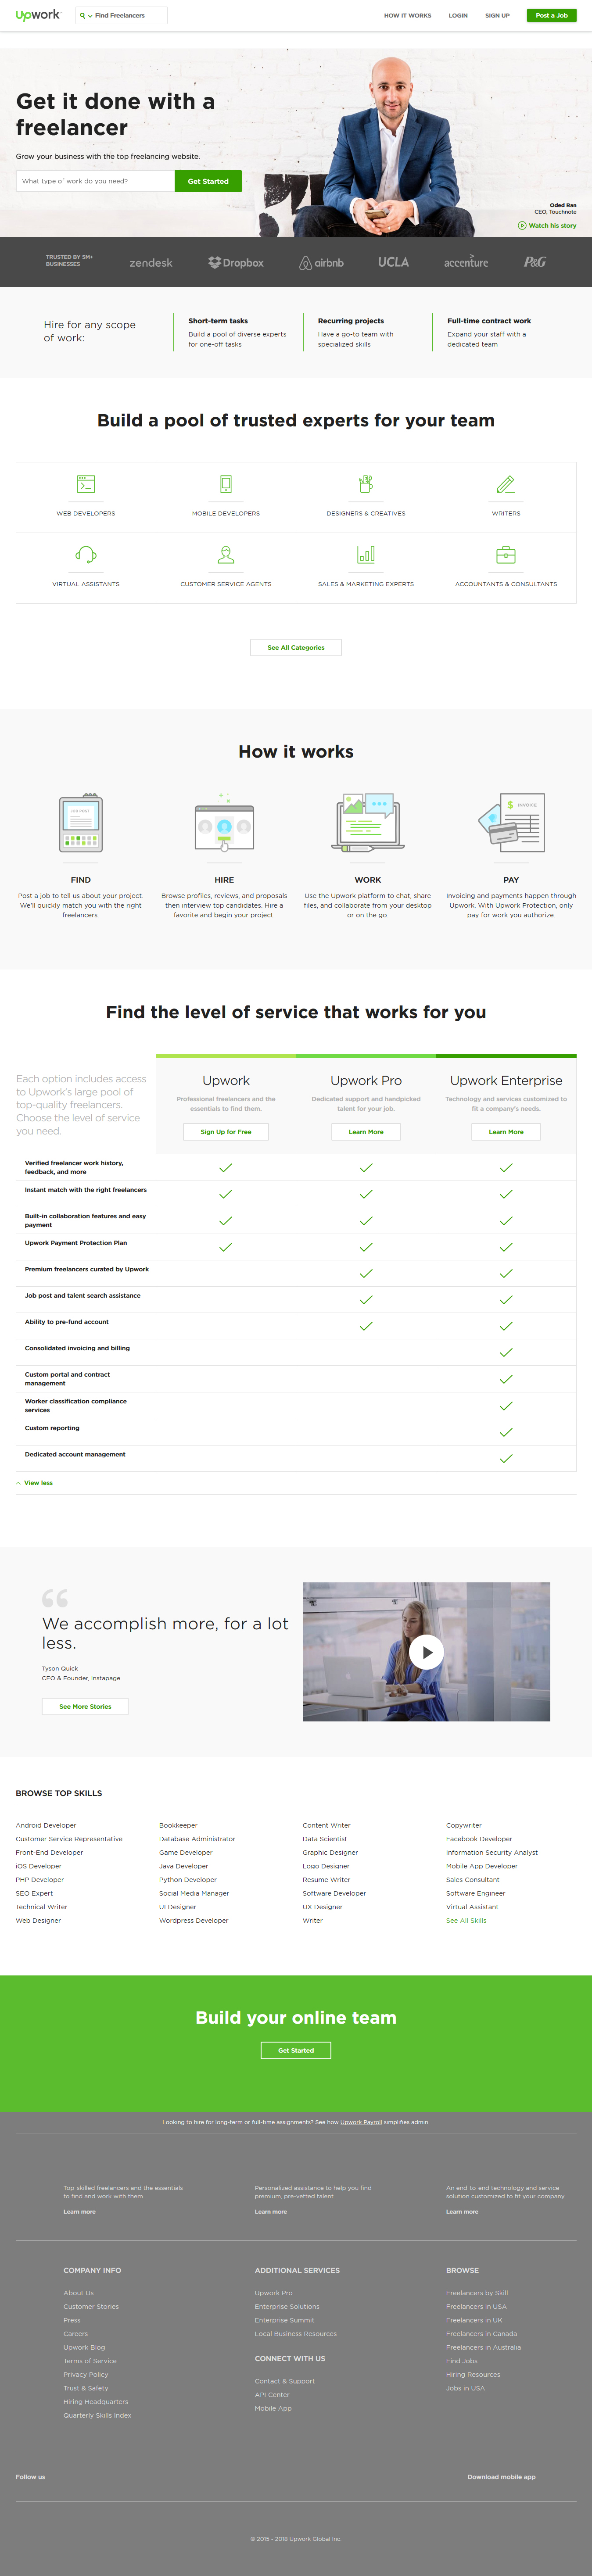 Upwork
Find Freelancers
HOW IT WORKS
LOGIN
SIGN UP
Post a Job
Get it done with a
freelancer
Grow your business with the top freelancing website.
What type of work do you need?
Get Started
Oded Ran
CEO, Touchnote
Watch his story
TRUSTED BY 5M+
BUSINESSES
zendesk
Dropbox
airbnb
UCLA
accenture
P&G
Hire for any scope
of work:
Short-term tasks
Build a pool of diverse experts
for one-off tasks
Recurring projects
Have a go-to team with
specialized skills
Full-time contract work
Expand your staff with a
dedicated team
Build a pool of trusted experts for your team
WEB DEVELOPERS
MOBILE DEVELOPERS
DESIGNERS & CREATIVES
WRITERS
VIRTUAL ASSISTANTS
CUSTOMER SERVICE AGENTS
SALES & MARKETING EXPERTS
ACCOUNTANTS & CONSULTANTS
See All Categories
How it works
JOB POST
$ INVOICE
FIND
Post a job to tell us about your project.
We'll quickly match you with the right
freelancers.
HIRE
Browse profiles, reviews, and proposals
then interview top candidates. Hire a
favorite and begin your project.
WORK
Use the Upwork platform to chat, share
files, and collaborate from your desktop
or on the go.
PAY
Invoicing and payments happen through
Upwork. With Upwork Protection, only
pay for work you authorize.
Find the level of service that works for you
Each option includes access
to Upwork's large pool of
top-quality freelancers.
Choose the level of service
you need.
Upwork
Professional freelancers and the
essentials to find them.
Sign Up for Free
Upwork Pro
Dedicated support and handpicked
talent for your job.
Learn More
Upwork Enterprise
Technology and services customized to
fit a company's needs.
Learn More
Verified freelancer work history,
feedback, and more
Instant match with the right freelancers
Built-in collaboration features and easy
payment
Upwork Payment Protection Plan
Premium freelancers curated by Upwork
Job post and talent search assistance
Ability to pre-fund account
Consolidated invoicing and billing
Custom portal and contract
management
Worker classification compliance
services
Custom reporting
Dedicated account management
View less
“
We accomplish more, for a lot
less.
Tyson Quick
CEO & Founder, Instapage
See More Stories
BROWSE TOP SKILLS
Android Developer
Customer Service Representative
Front-End Developer
iOS Developer
PHP Developer
SEO Expert
Technical Writer
Web Designer
Bookkeeper
Database Administrator
Game Developer
Java Developer
Python Developer
Social Media Manager
UI Designer
Wordpress Developer
Content Writer
Data Scientist
Graphic Designer
Logo Designer
Resume Writer
Software Developer
UX Designer
Writer
Copywriter
Facebook Developer
Information Security Analyst
Mobile App Developer
Sales Consultant
Software Engineer
Virtual Assistant
See All Skills
Build your online team
Get Started
Looking to hire for long-term or full-time assignments? See how Upwork Payroll simplifies admin.
Top-skilled freelancers and the essentials
to find and work with them.
Learn more
Personalized assistance to help you find
premium, pre-vetted talent.
Learn more
An end-to-end technology and service
solution customized to fit your company.
Learn more
COMPANY INFO
About Us
Customer Stories
Press
Careers
Upwork Blog
Terms of Service
Privacy Policy
Trust & Safety
Hiring Headquarters
Quarterly Skills Index
ADDITIONAL SERVICES
Upwork Pro
Enterprise Solutions
Enterprise Summit
Local Business Resources
CONNECT WITH US
Contact & Support
API Center
Mobile App
BROWSE
Freelancers by Skill
Freelancers in USA
Freelancers in UK
Freelancers in Canada
Freelancers in Australia
Find Jobs
Hiring Resources
Jobs in USA
Follow us
Download mobile app
© 2015 - 2018 Upwork Global Inc.